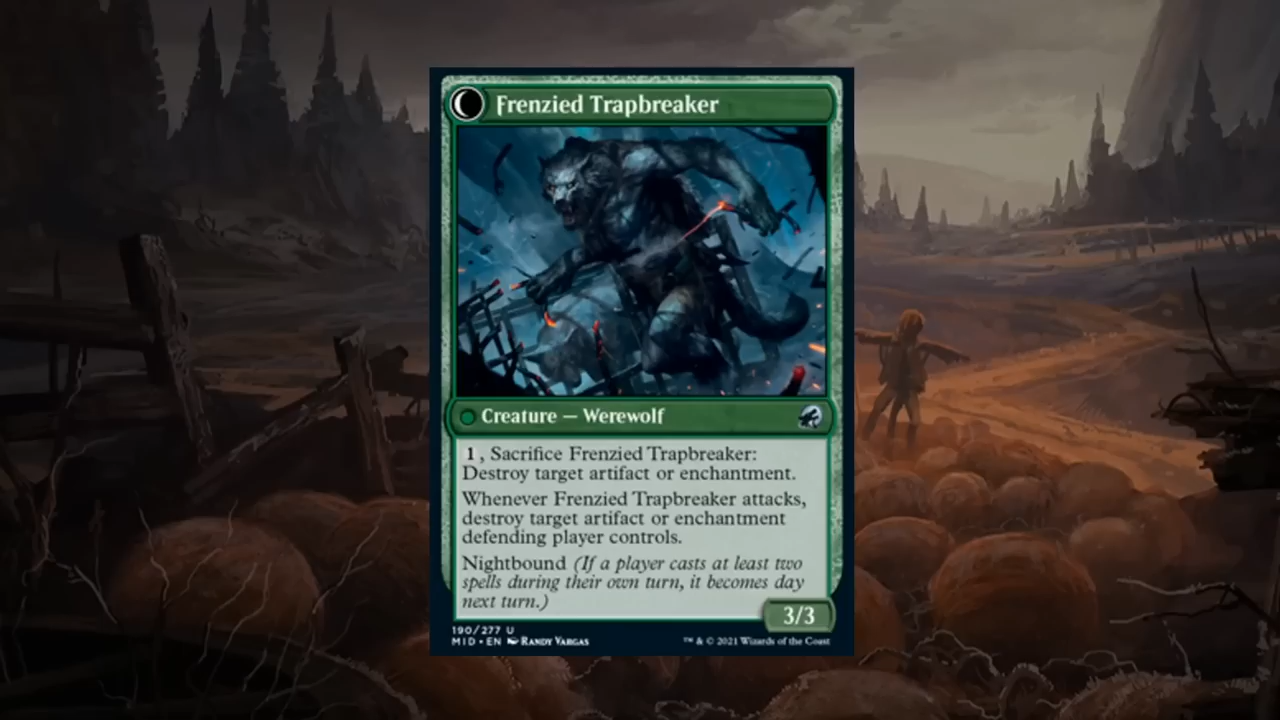 Frenzied Trapbreaker
Creature — Werewolf
1, Sacrifice Frenzied Trapbreaker:
Destroy target artifact or enchantment.
Whenever Frenzied Trapbreaker attacks,
destroy target artifact or enchantment
defending player controls.
Nightbound (If a player casts at least two
spells during their own turn, it becomes day
next turn.)
3/3
190/277 U
MID • EN Randy Vargas
™ & © 2021 Wizards of the Coast